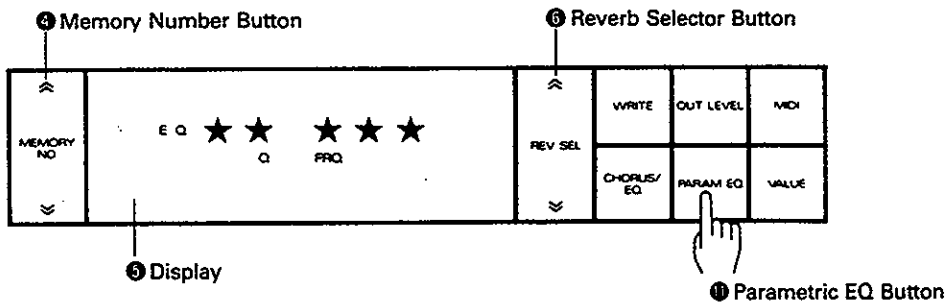 ❹ Memory Number Button
❻ Reverb Selector Button
MEMORY
NO
E Q ★ ★ ★ ★ ★
Q FRQ
REV SEL
WRITE
OUT LEVEL
MIDI
CHORUS/
EQ
PARAM EQ
VALUE
❺ Display
⓫ Parametric EQ Button